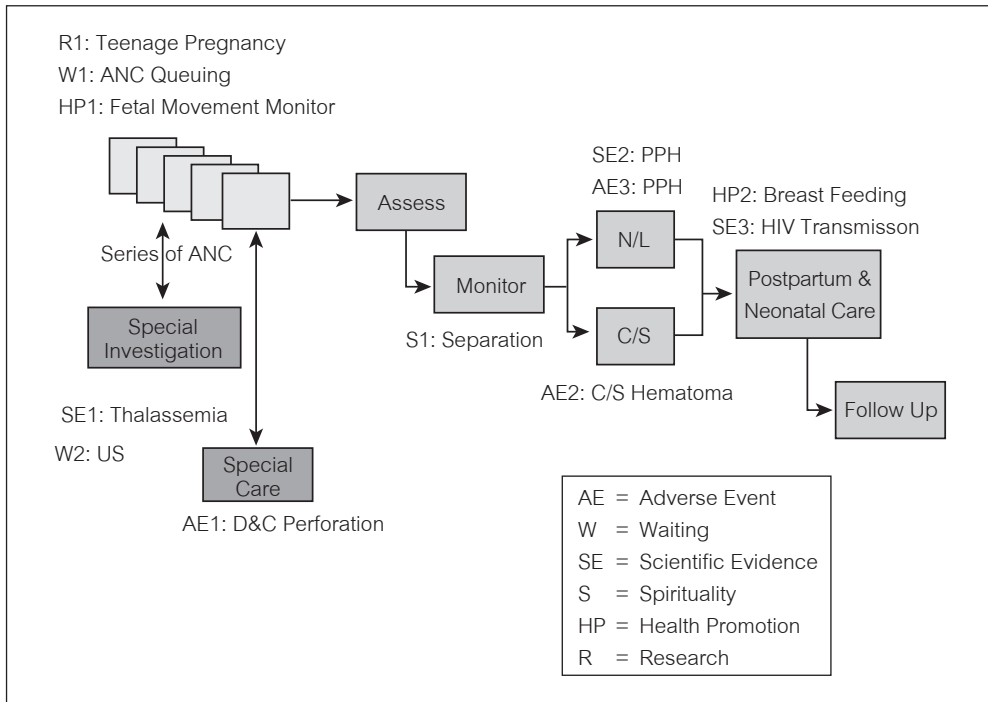 R1: Teenage Pregnancy
W1: ANC Queuing
HP1: Fetal Movement Monitor
Series of ANC
Special
Investigation
SE1: Thalassemia
W2: US
Special
Care
AE1: D&C Perforation
Assess
Monitor
S1: Separation
SE2: PPH
AE3: PPH
N/L
C/S
AE2: C/S Hematoma
HP2: Breast Feeding
SE3: HIV Transmisson
Postpartum &
Neonatal Care
Follow Up
AE = Adverse Event
W = Waiting
SE = Scientific Evidence
S = Spirituality
HP = Health Promotion
R = Research